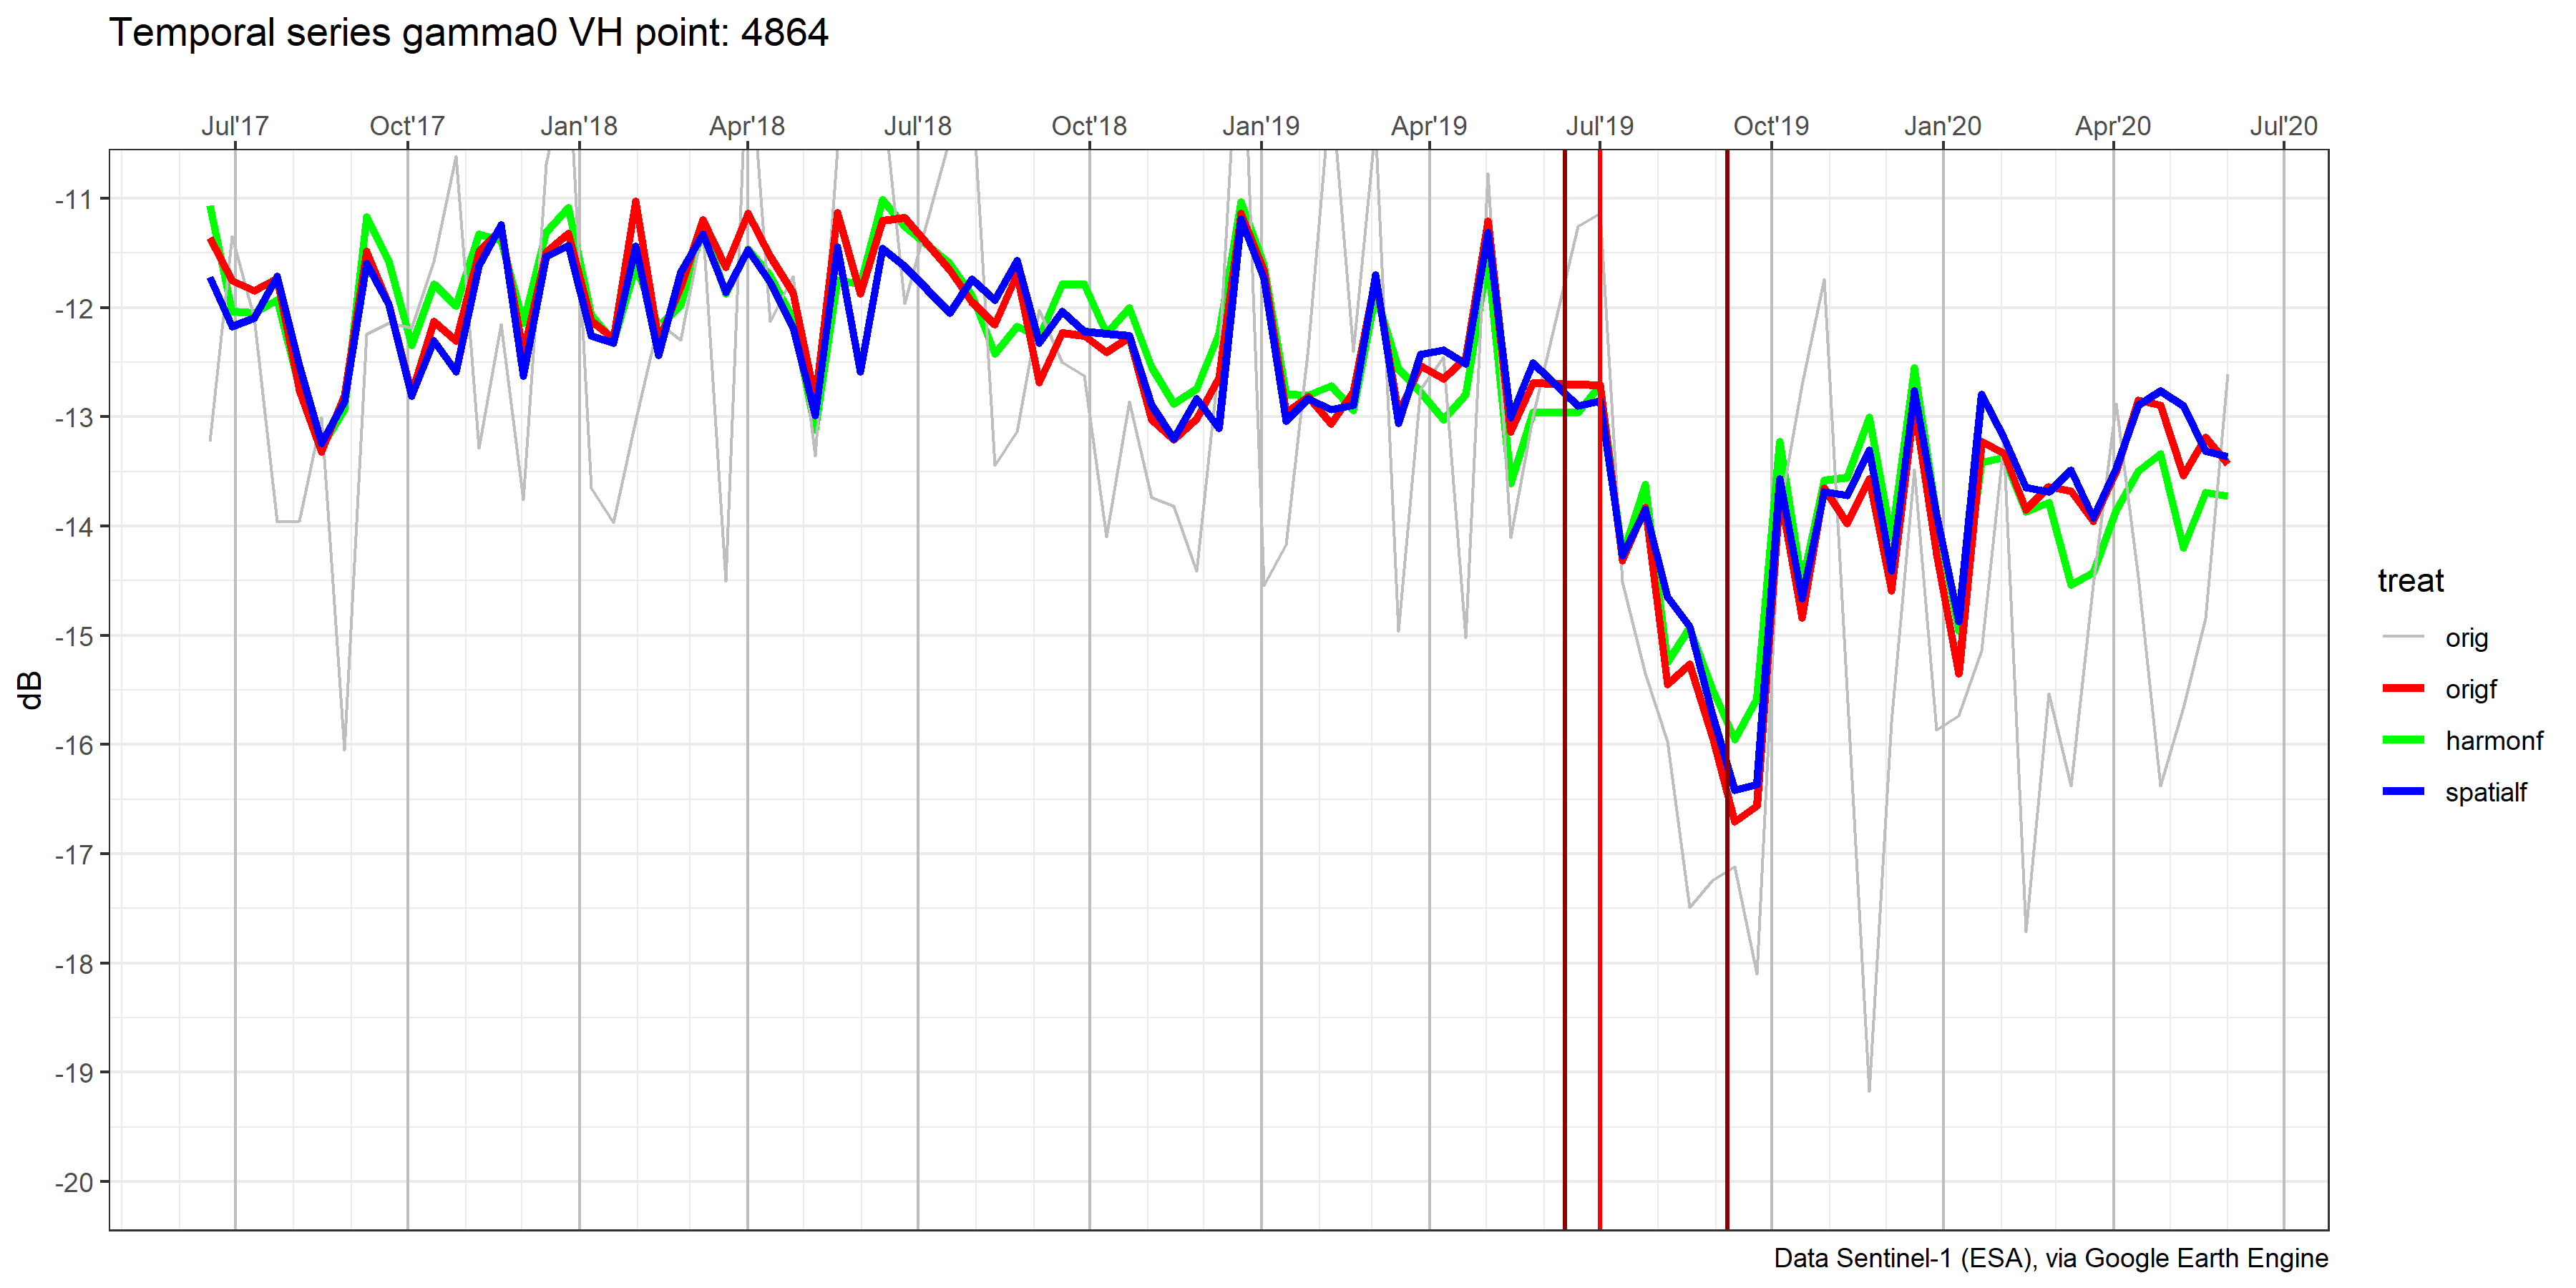 Temporal series gamma0 VH point: 4864
Jul'17 Oct'17 Jan'18 Apr'18 Jul'18 Oct'18 Jan'19 Apr'19 Jul'19 Oct'19 Jan'20 Apr'20 Jul'20
-11
-12
-13
-14
-15
-16
-17
-18
-19
-20
dB
treat
orig
origf
harmonf
spatialf
Data Sentinel-1 (ESA), via Google Earth Engine